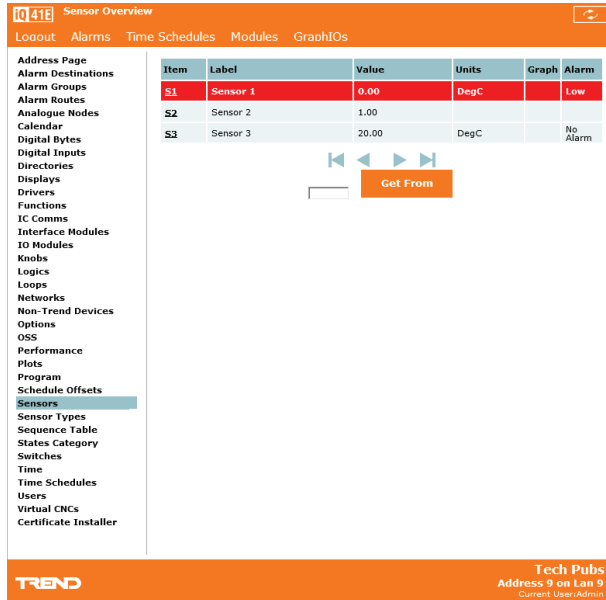 iQ 41E Sensor Overview
Logout Alarms Time Schedules Modules GraphIOs
Address Page
Alarm Destinations
Alarm Groups
Alarm Routes
Analogue Nodes
Calendar
Digital Bytes
Digital Inputs
Directories
Displays
Drivers
Functions
IC Comms
Interface Modules
IO Modules
Knobs
Logics
Loops
Networks
Non-Trend Devices
Options
OSS
Performance
Plots
Program
Schedule Offsets
Sensors
Sensor Types
Sequence Table
States Category
Switches
Time
Time Schedules
Users
Virtual CNCs
Certificate Installer
Item Label Value Units Graph Alarm
S1 Sensor 1 0.00 DegC Low
S2 Sensor 2 1.00
S3 Sensor 3 20.00 DegC No Alarm
Get From
TREND
Tech Pubs
Address 9 on Lan 9
Current User:Admin